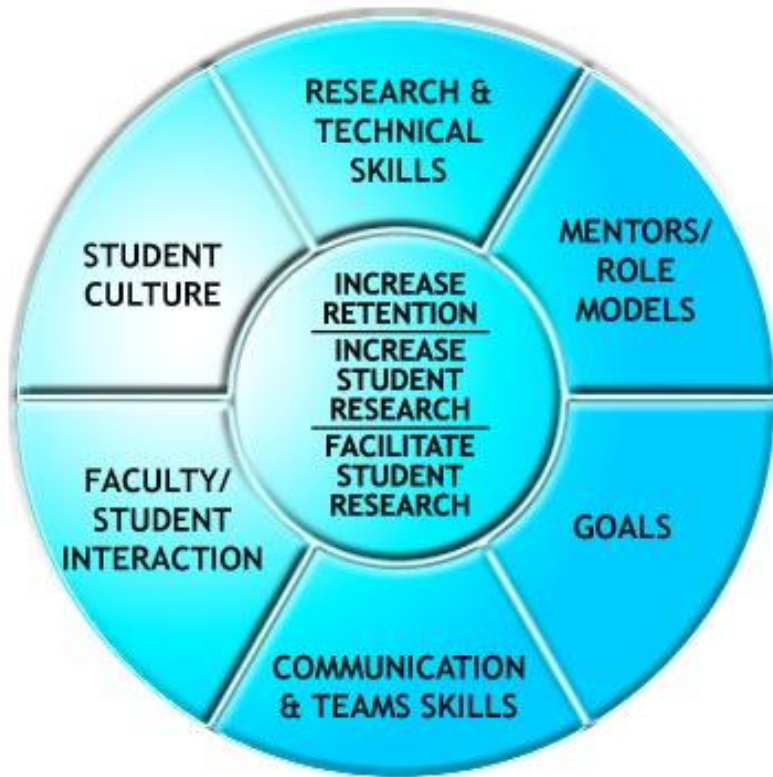 RESEARCH &
TECHNICAL
SKILLS
MENTORS/
ROLE
MODELS
GOALS
COMMUNICATION
& TEAMS SKILLS
FACULTY/
STUDENT
INTERACTION
STUDENT
CULTURE
INCREASE
RETENTION
INCREASE
STUDENT
RESEARCH
FACILITATE
STUDENT
RESEARCH